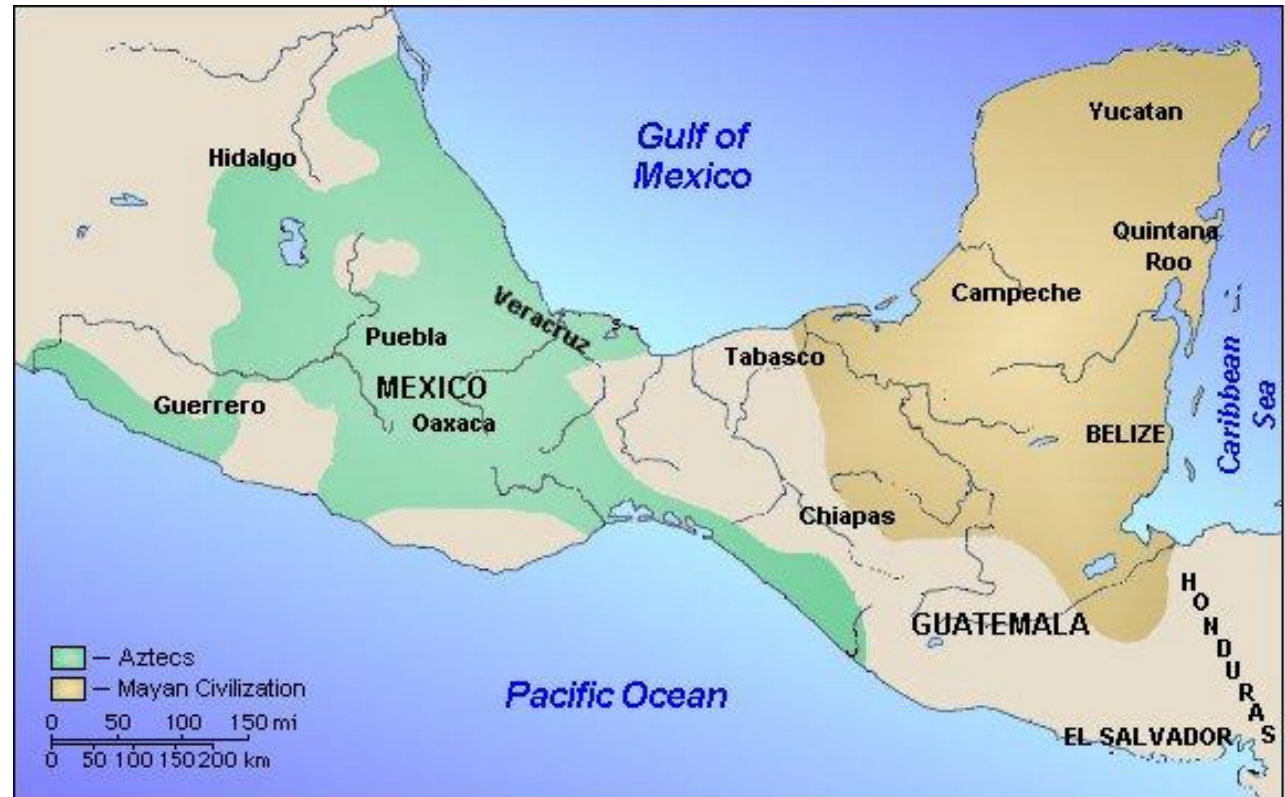 Yucatan
Gulf of
Mexico
Hidalgo
Quintana
Roo
Campeche
Veracruz
Puebla
Tabasco
MEXICO
Guerrero
Oaxaca
BELIZE
Caribbean
Sea
Chiapas
HONDURAS
GUATEMALA
– Aztecs
– Mayan Civilization
Pacific Ocean
0 50 100 150 mi
EL SALVADOR
0 50 100 150 200 km